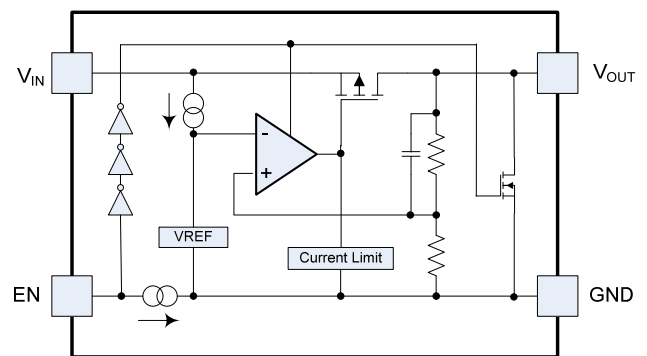 VIN
VOUT
-
+
VREF
Current Limit
EN
GND